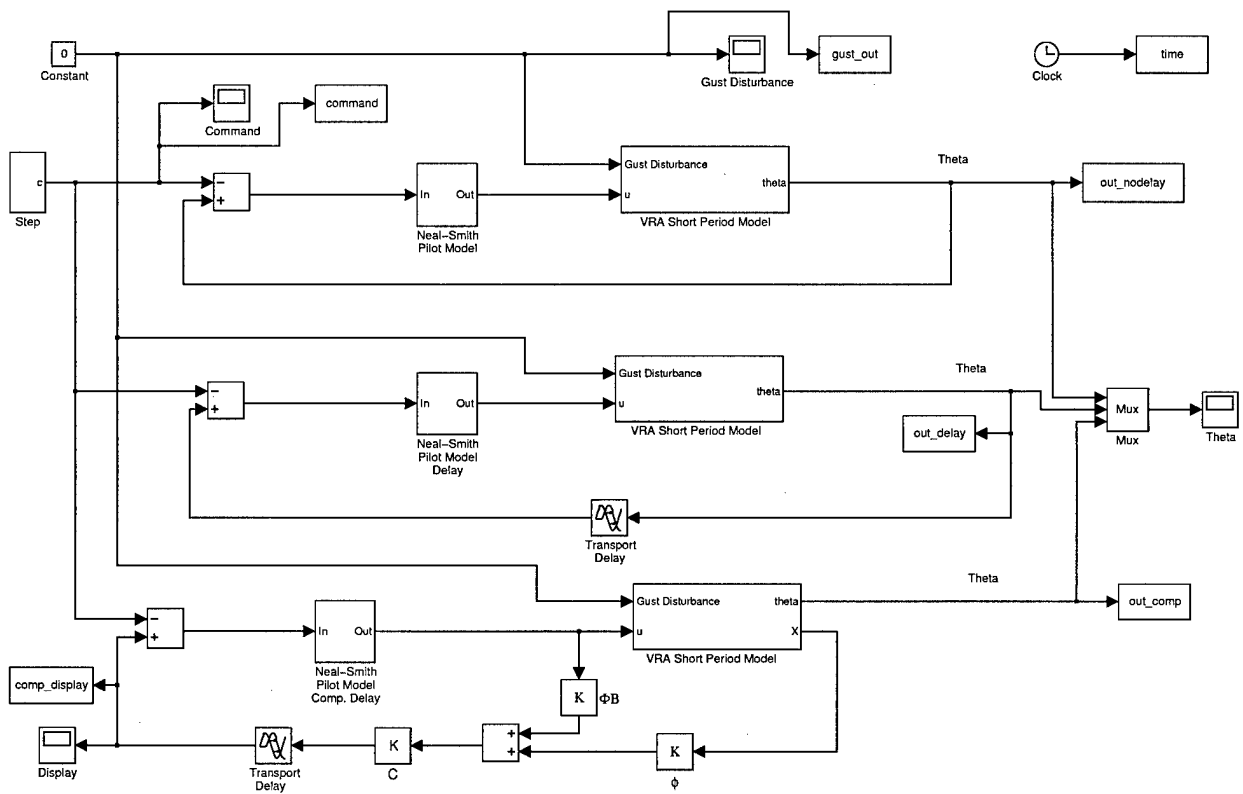 0
Constant
Gust Disturbance
gust_out
Clock
time
Command
command
c
Step
−
+
In Out
Neal−Smith
Pilot Model
Gust Disturbance
u
theta
VRA Short Period Model
Theta
out_nodelay
−
+
In Out
Neal−Smith
Pilot Model
Delay
Gust Disturbance
u
theta
VRA Short Period Model
Theta
out_delay
Mux
Mux
Theta
Transport
Delay
−
+
In Out
Neal−Smith
Pilot Model
Comp. Delay
Gust Disturbance
u
theta
X
VRA Short Period Model
Theta
out_comp
comp_display
Display
Transport
Delay
K
C
+
+
K ΦB
K
ϕ